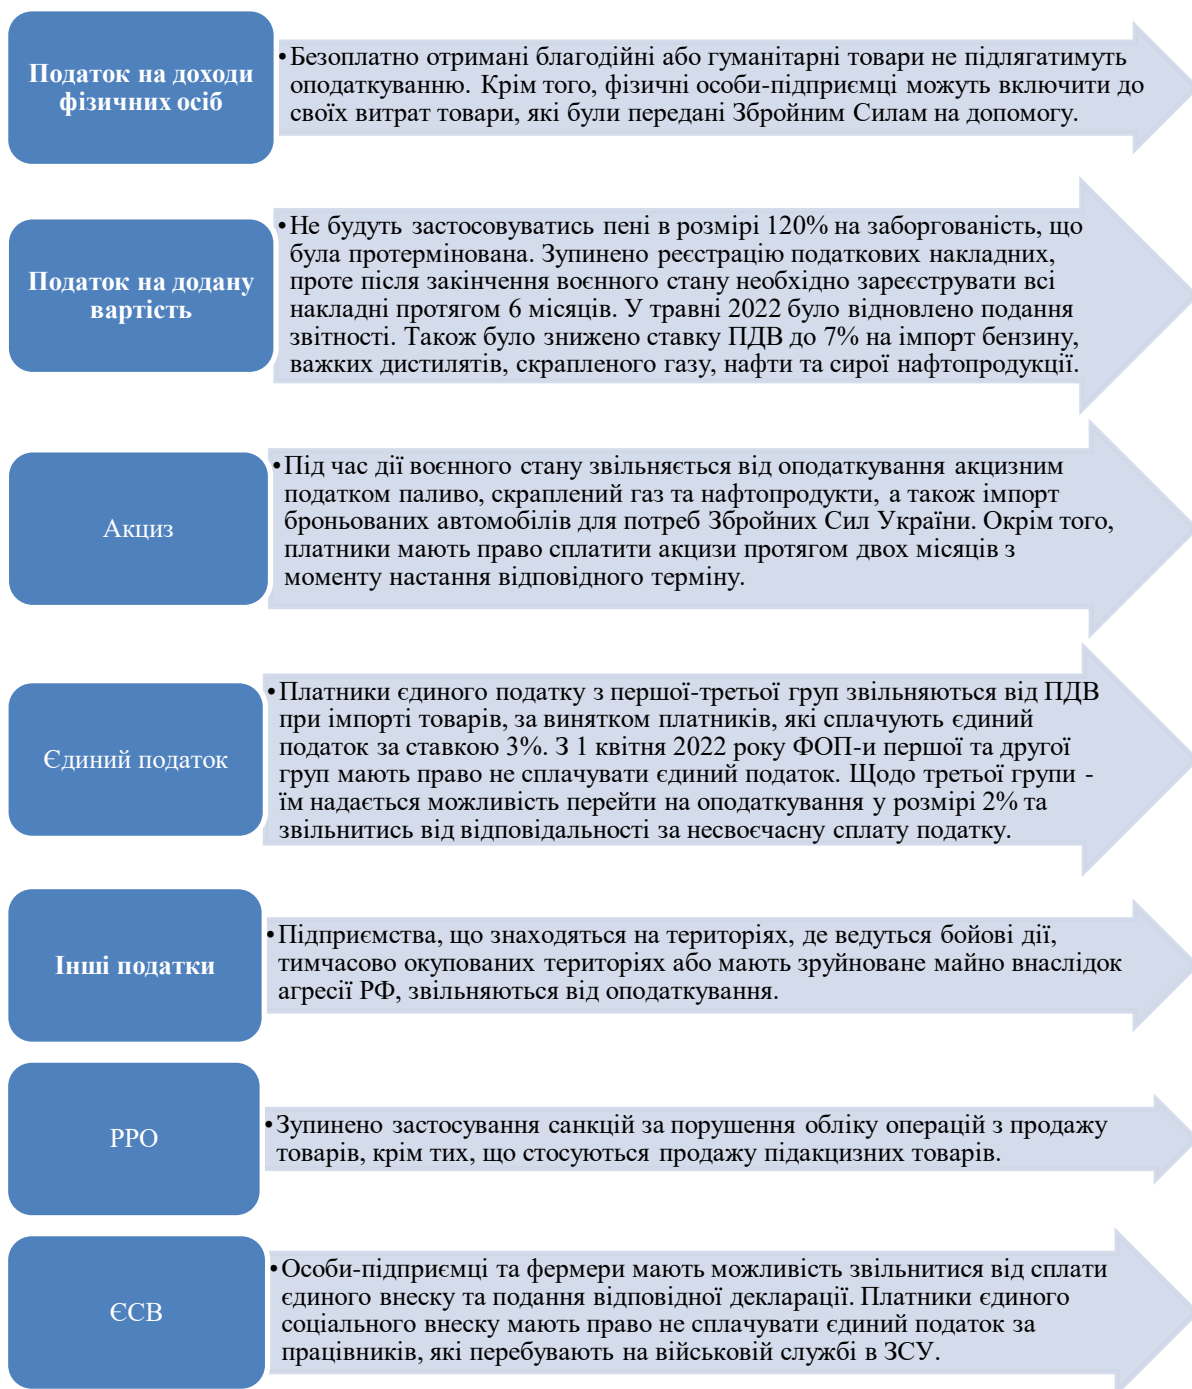 Податок на доходи
фізичних осіб
•Безоплатно отримані благодійні або гуманітарні товари не підлягатимуть
оподаткуванню. Крім того, фізичні особи-підприємці можуть включити до
своїх витрат товари, які були передані Збройним Силам на допомогу.
Податок на додану
вартість
•Не будуть застосовуватись пені в розмірі 120% на заборгованість, що
була протермінована. Зупинено реєстрацію податкових накладних,
проте після закінчення воєнного стану необхідно зареєструвати всі
накладні протягом 6 місяців. У травні 2022 було відновлено подання
звітності. Також було знижено ставку ПДВ до 7% на імпорт бензину,
важких дистилятів, скрапленого газу, нафти та сирої нафтопродукції.
Акциз
•Під час дії воєнного стану звільняється від оподаткування акцизним
податком паливо, скраплений газ та нафтопродукти, а також імпорт
броньованих автомобілів для потреб Збройних Сил України. Окрім того,
платники мають право сплатити акцизи протягом двох місяців з
моменту настання відповідного терміну.
Єдиний податок
•Платники єдиного податку з першої-третьої груп звільняються від ПДВ
при імпорті товарів, за винятком платників, які сплачують єдиний
податок за ставкою 3%. З 1 квітня 2022 року ФОП-и першої та другої
груп мають право не сплачувати єдиний податок. Щодо третьої групи -
їм надається можливість перейти на оподаткування у розмірі 2% та
звільнитись від відповідальності за несвоєчасну сплату податку.
Інші податки
•Підприємства, що знаходяться на територіях, де ведуться бойові дії,
тимчасово окупованих територіях або мають зруйноване майно внаслідок
агресії РФ, звільняються від оподаткування.
РРО
•Зупинено застосування санкцій за порушення обліку операцій з продажу
товарів, крім тих, що стосуються продажу підакцизних товарів.
ЄСВ
•Особи-підприємці та фермери мають можливість звільнитися від сплати
єдиного внеску та подання відповідної декларації. Платники єдиного
соціального внеску мають право не сплачувати єдиний податок за
працівників, які перебувають на військовій службі в ЗСУ.